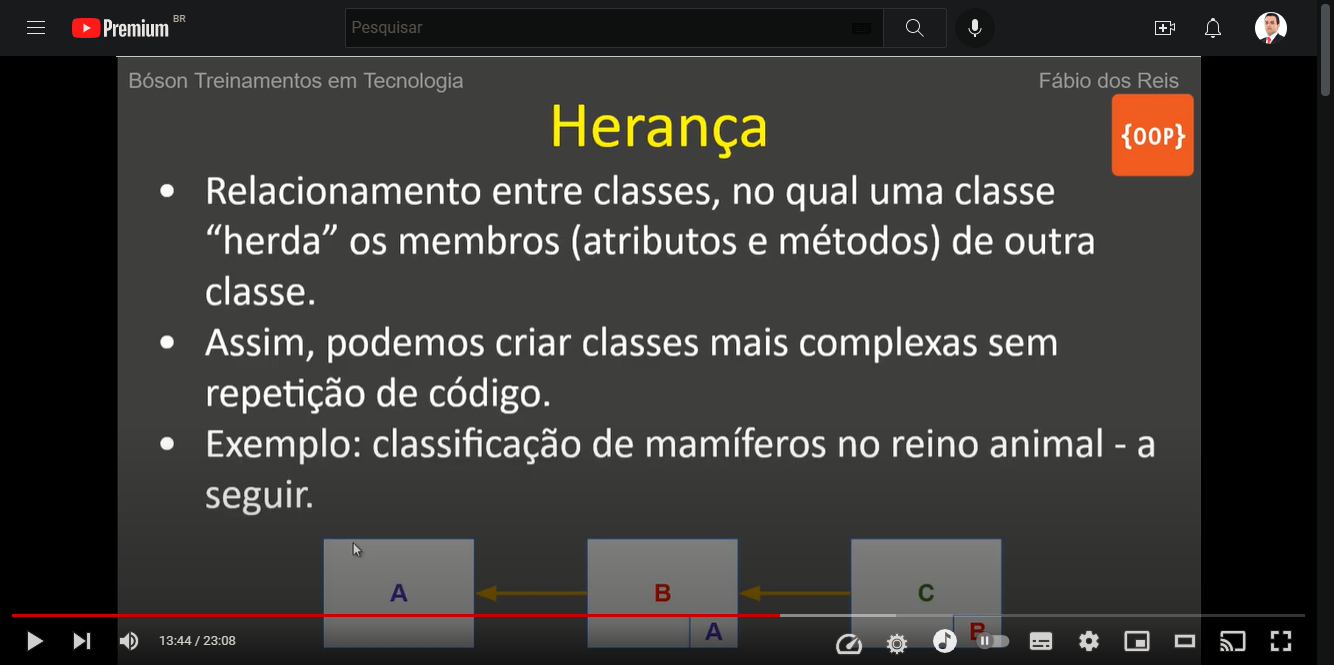 Premium BR
Pesquisar
Bóson Treinamentos em Tecnologia
Fábio dos Reis
Herança
{OOP}
• Relacionamento entre classes, no qual uma classe
“herda” os membros (atributos e métodos) de outra
classe.
• Assim, podemos criar classes mais complexas sem
repetição de código.
• Exemplo: classificação de mamíferos no reino animal - a
seguir.
A
B
C
A
B
13:44 / 23:08